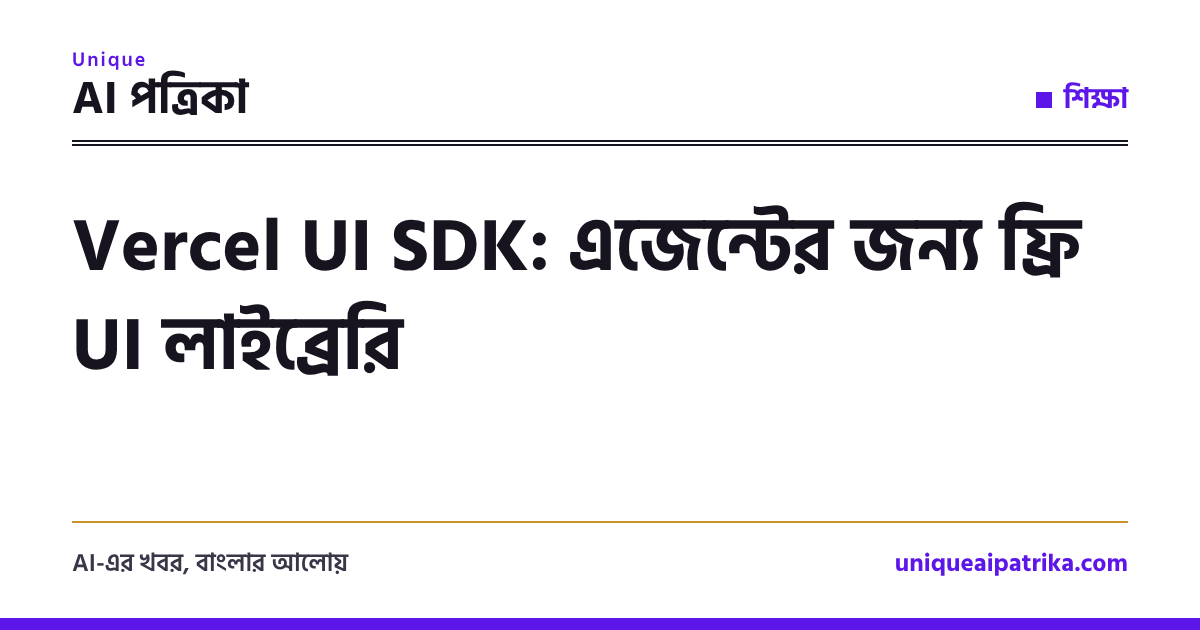 Unique
AI পত্রিকা
শিক্ষা
Vercel UI SDK: এজেন্টের জন্য ফ্রি
UI লাইব্রেরি
AI-এর খবর, বাংলার আলোয়
uniqueaipatrika.com